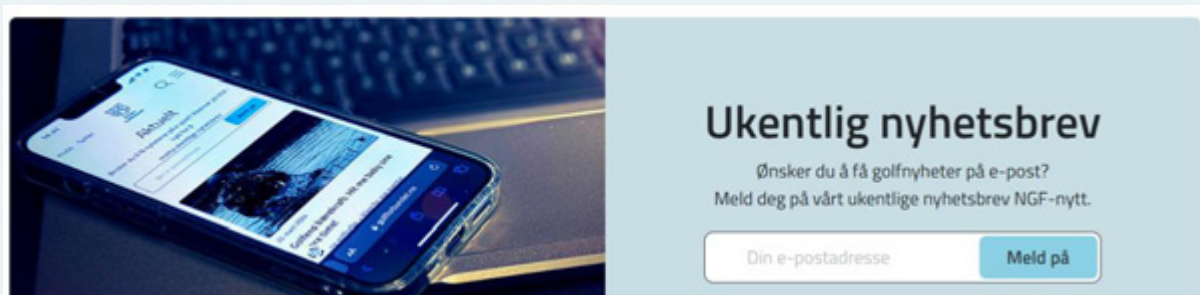 Aktuelt
Ukentlig nyhetsbrev
Ønsker du å få golfnyheter på e-post?
Meld deg på vårt ukentlige nyhetsbrev NGF-nytt.
Din e-postadresse
Meld på